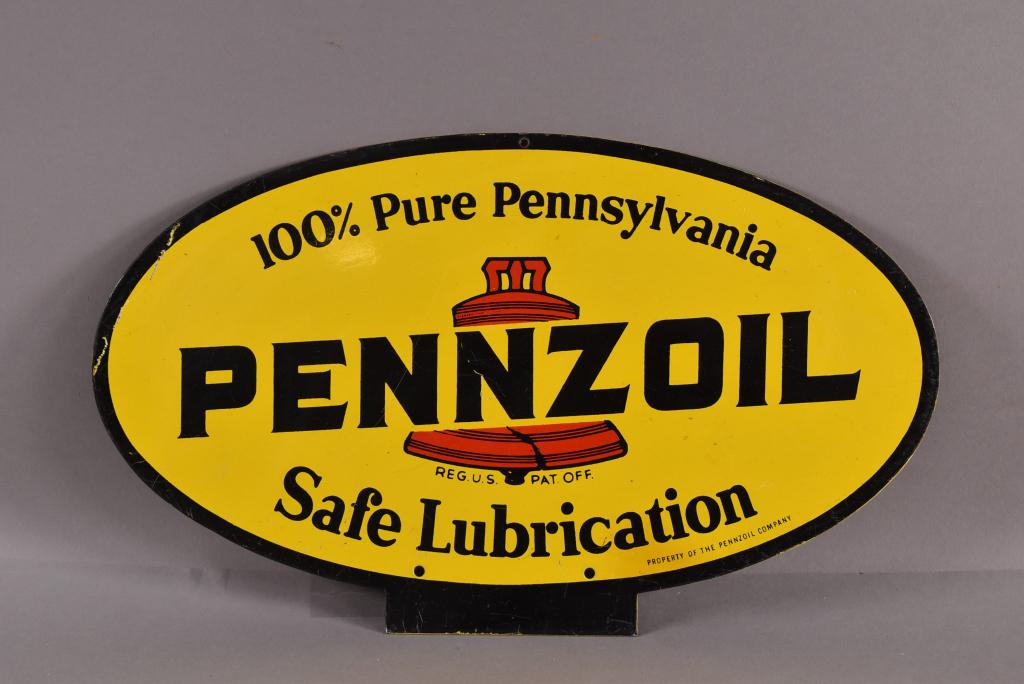 100% Pure Pennsylvania
PENNZOIL
REG.U.S. PAT.OFF.
Safe Lubrication
PROPERTY OF THE PENNZOIL COMPANY